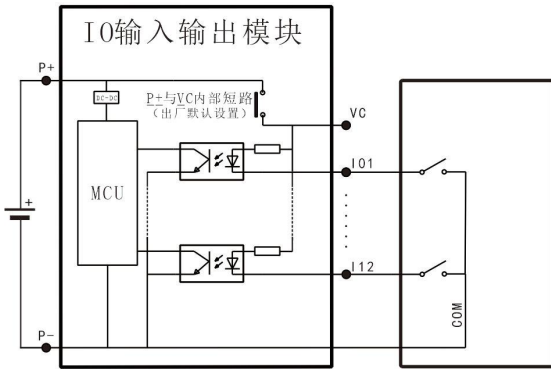 IO输入输出模块
P+
DC-DC
P+与VC内部短路
(出厂默认设置)
VC
IO1
MCU
+
I12
COM
P-